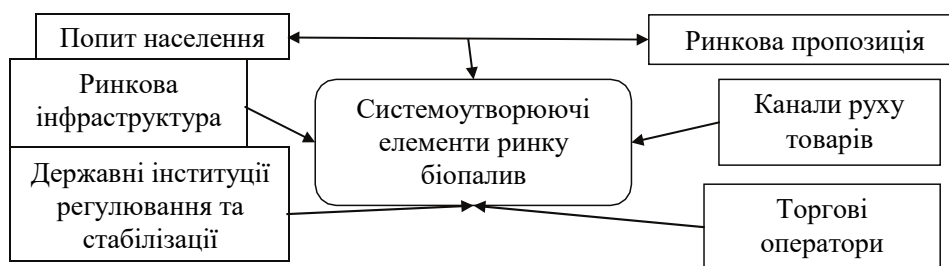 Попит населення
Ринкова пропозиція
Ринкова
інфраструктура
Системоутворюючі
елементи ринку
біопалив
Канали руху
товарів
Державні інституції
регулювання та
стабілізації
Торгові
оператори